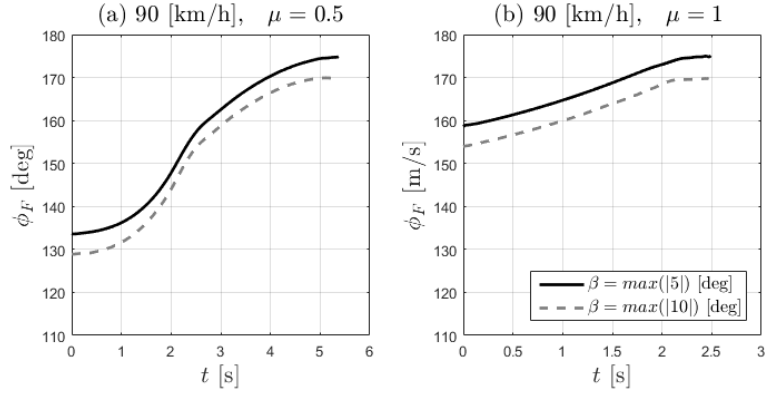 (a) 90 [km/h], μ = 0.5
180
170
160
150
140
130
120
110
ϕ_F [deg]
0 1 2 3 4 5 6
t [s]
(b) 90 [km/h], μ = 1
180
170
160
150
140
130
120
110
ϕ_F [m/s]
0 0.5 1 1.5 2 2.5 3
t [s]
β = max(|5|) [deg]
β = max(|10|) [deg]